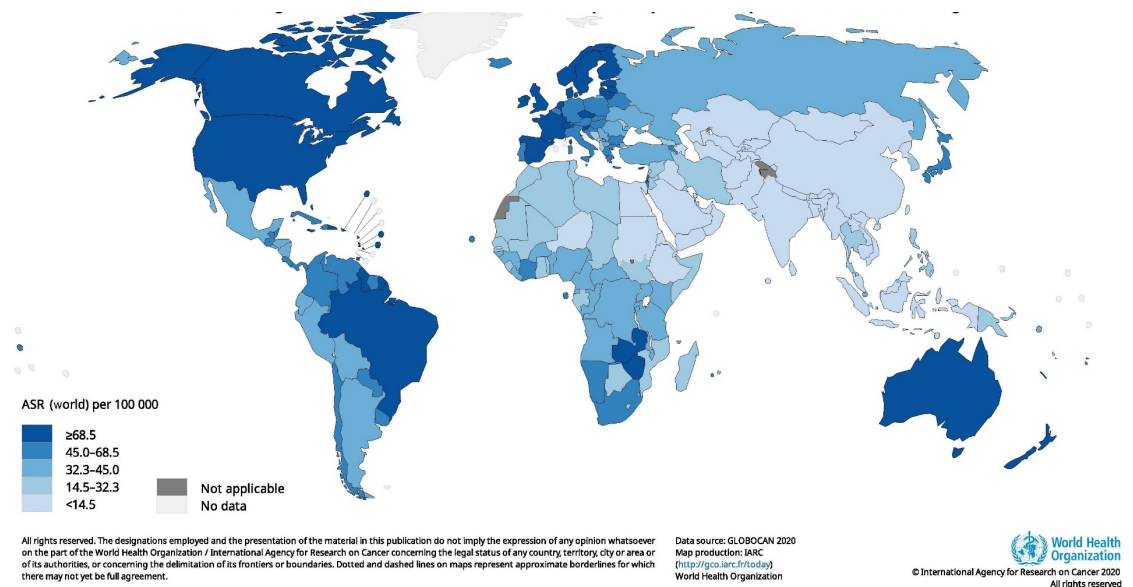 ASR (world) per 100 000
≥68.5
45.0–68.5
32.3–45.0
14.5–32.3
<14.5
Not applicable
No data
All rights reserved. The designations employed and the presentation of the material in this publication do not imply the expression of any opinion whatsoever
on the part of the World Health Organization / International Agency for Research on Cancer concerning the legal status of any country, territory, city or area or
of its authorities, or concerning the delimitation of its frontiers or boundaries. Dotted and dashed lines on maps represent approximate borderlines for which
there may not yet be full agreement.
Data source: GLOBOCAN 2020
Map production: IARC
(http://gco.iarc.fr/today)
World Health Organization
World Health
Organization
© International Agency for Research on Cancer 2020
All rights reserved